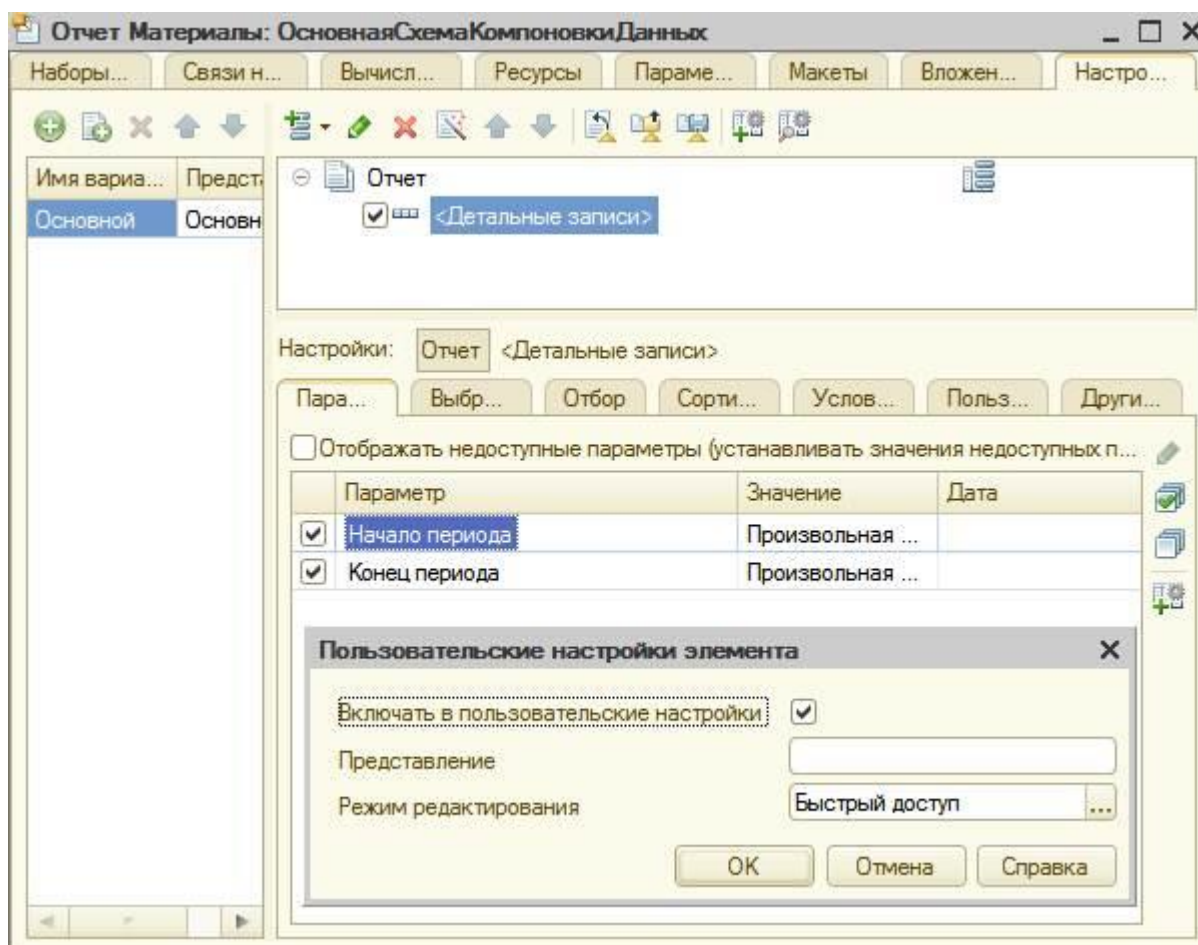 Отчет Материалы: ОсновнаяСхемаКомпоновкиДанных
Наборы... Связи н... Вычисл... Ресурсы Параме... Макеты Вложен... Настро...
Имя вариа... Предст
Отчет
Основной Основн
<Детальные записи>
Настройки: Отчет <Детальные записи>
Пара... Выбр... Отбор Сорти... Услов... Польз... Други...
Отображать недоступные параметры (устанавливать значения недоступных п...
Параметр Значение Дата
Начало периода Произвольная ...
Конец периода Произвольная ...
Пользовательские настройки элемента
Включать в пользовательские настройки
Представление
Режим редактирования Быстрый доступ ...
ОК Отмена Справка